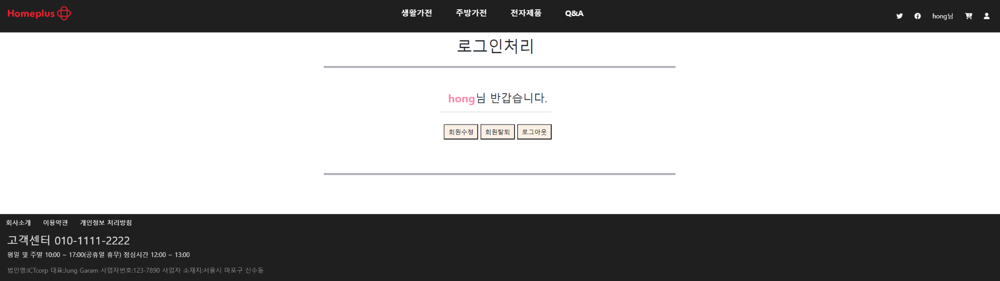 Homeplus 생활가전 주방가전 전자제품 Q&A hong님
로그인처리
hong님 반갑습니다.
회원수정 회원탈퇴 로그아웃
회사소개 이용약관 개인정보 처리방침
고객센터 010-1111-2222
평일 및 주말 10:00 ~ 17:00(공휴일 휴무) 점심시간 12:00 ~ 13:00
법인명:ICTcorp 대표:Jung Garam 사업자번호:123-7890 사업자 소재지:서울시 마포구 신수동